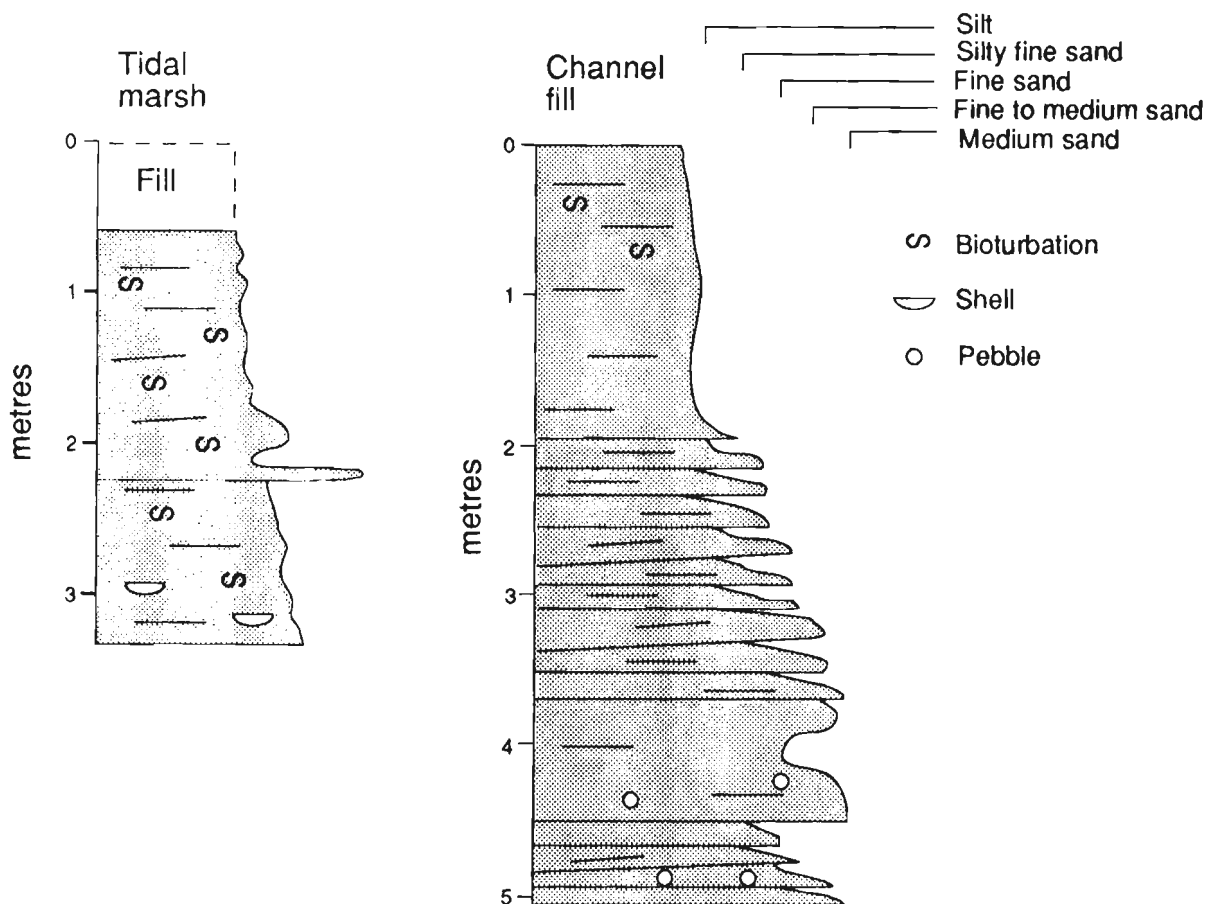 Tidal
marsh
0
Fill
1
2
3
metres
Channel
fill
0
1
2
3
4
5
metres
Silt
Silty fine sand
Fine sand
Fine to medium sand
Medium sand
S Bioturbation
Shell
Pebble